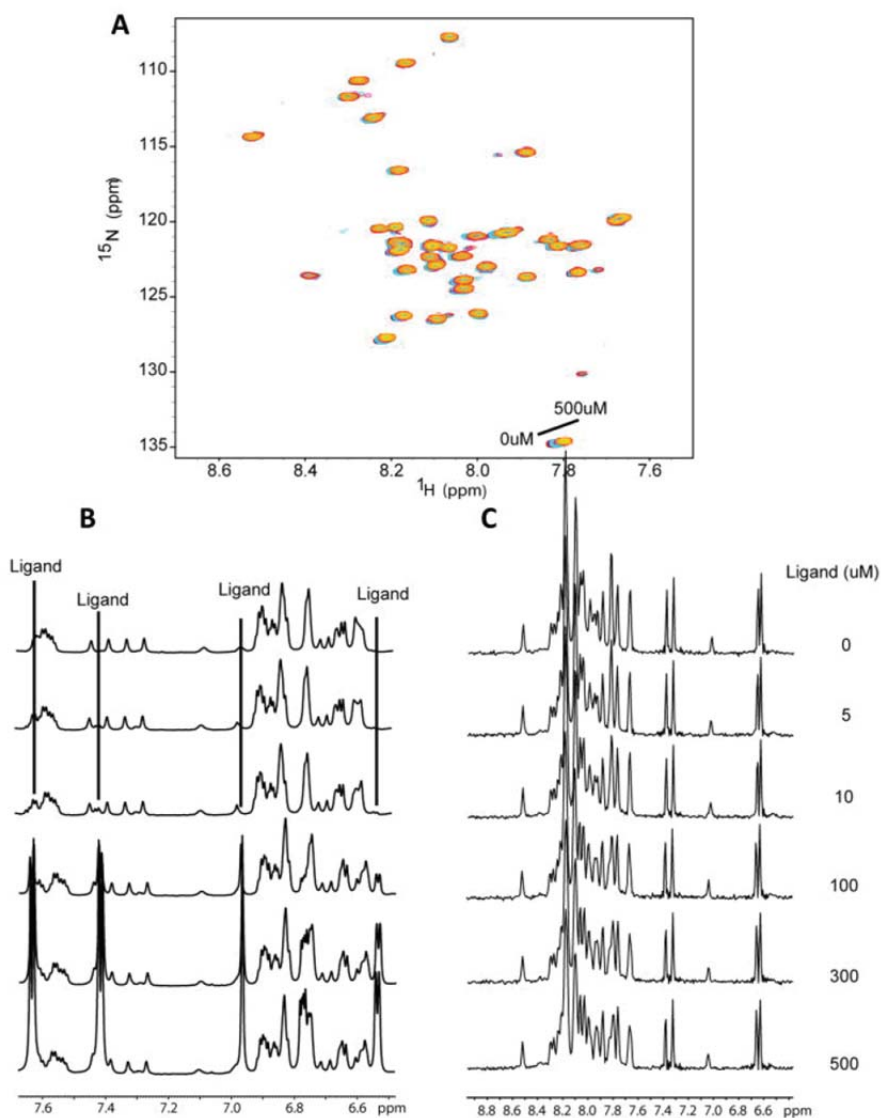 A
110
115
120
125
130
135
15N (ppm)
500uM
0uM
8.6 8.4 8.2 8.0 7.8 7.6
1H (ppm)
B
C
Ligand
Ligand
Ligand
Ligand
Ligand (uM)
0
5
10
100
300
500
7.6 7.4 7.2 7.0 6.8 6.6 ppm
8.8 8.6 8.4 8.2 8.0 7.8 7.6 7.4 7.2 7.0 6.8 6.6 ppm